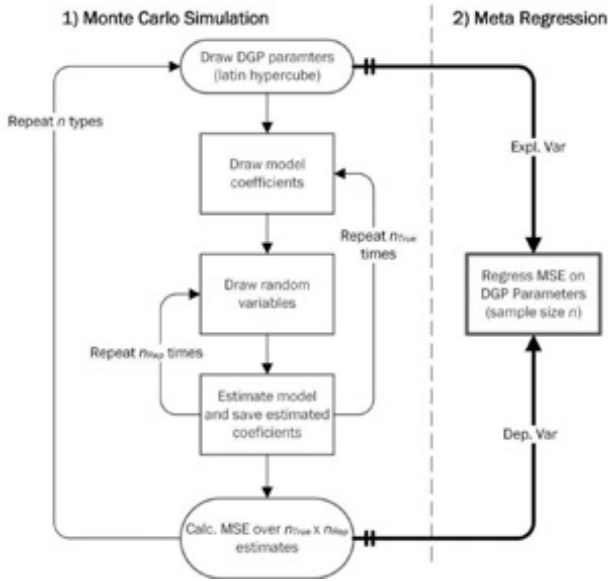 1) Monte Carlo Simulation
2) Meta Regression
Draw DGP paramters
(latin hypercube)
Repeat n types
Expl. Var
Draw model
coefficients
Repeat nTrue
times
Draw random
variables
Regress MSE on
DGP Parameters
(sample size n)
Repeat nRep times
Estimate model
and save estimated
coeficients
Dep. Var
Calc. MSE over nTrue x nRep
estimates